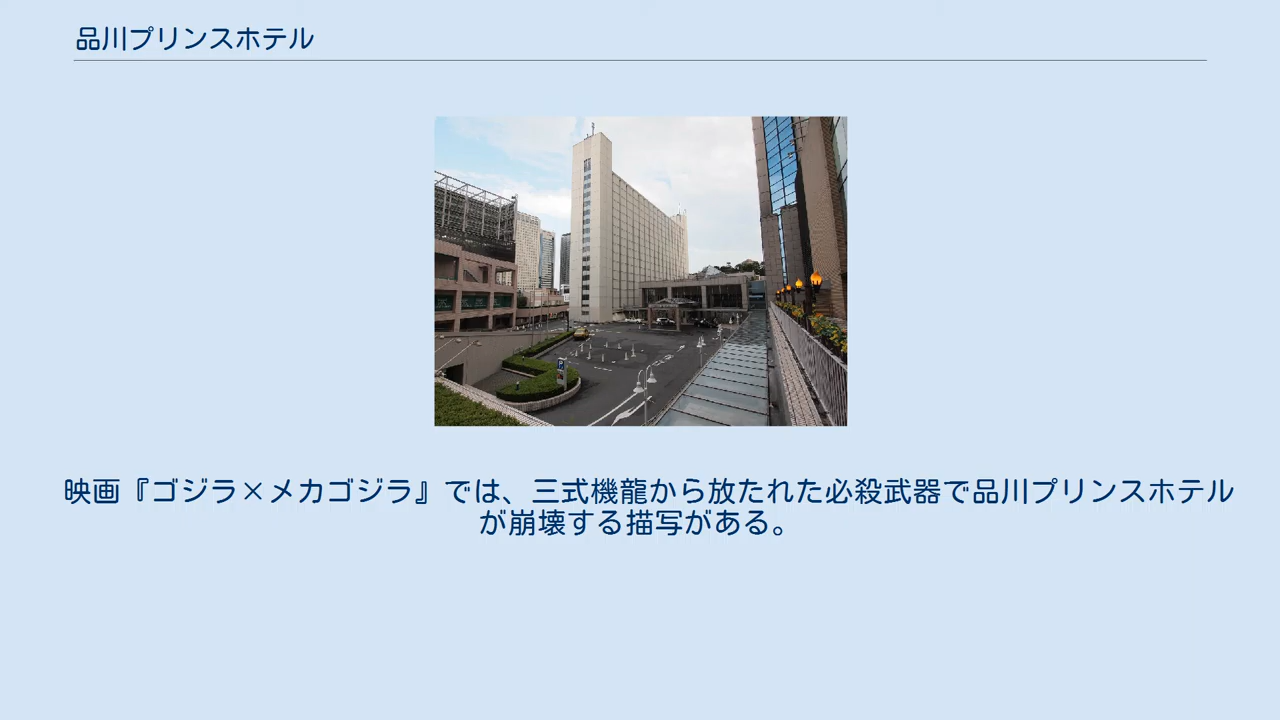 品川プリンスホテル
映画『ゴジラ×メカゴジラ』では、三式機龍から放たれた必殺武器で品川プリンスホテル
が崩壊する描写がある。